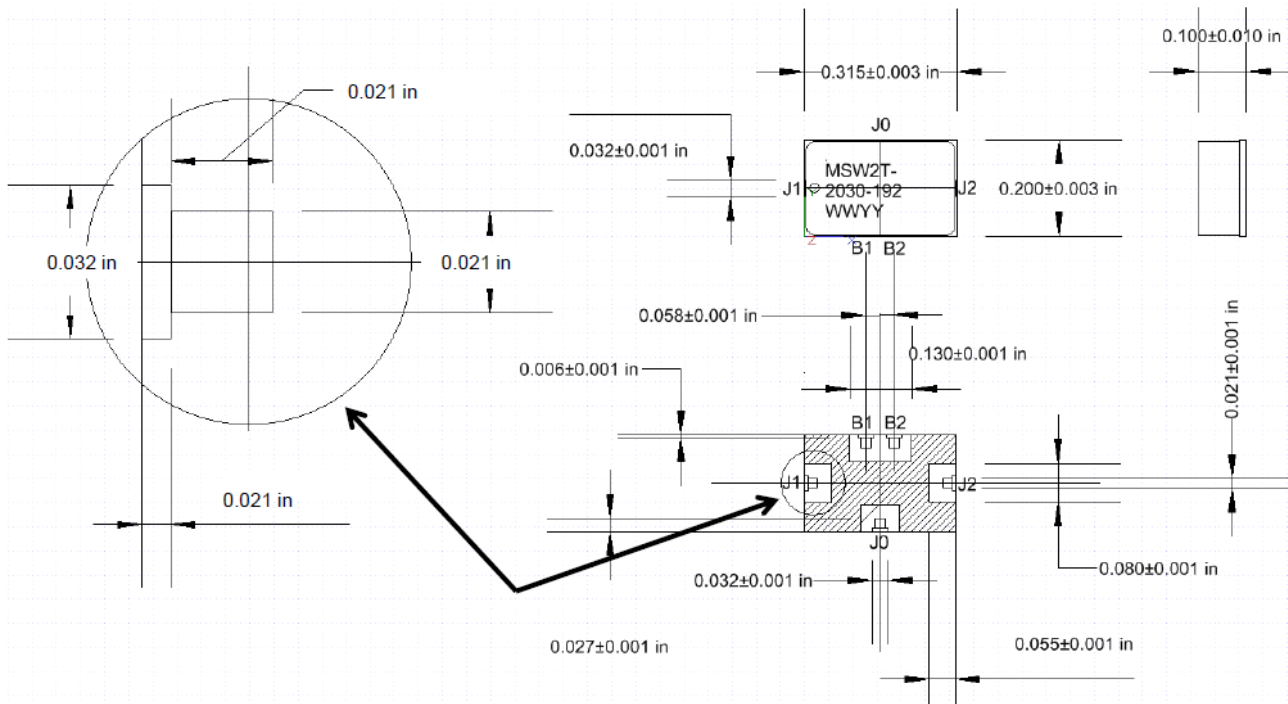 0.021 in
0.032 in
0.021 in
0.021 in
0.315±0.003 in
0.100±0.010 in
J0
0.032±0.001 in
MSW2T-
2030-192
WWYY
J1
J2
0.200±0.003 in
Z
X
B1
B2
0.058±0.001 in
0.130±0.001 in
0.006±0.001 in
0.021±0.001 in
B1
B2
J1
J2
J0
0.032±0.001 in
0.080±0.001 in
0.027±0.001 in
0.055±0.001 in